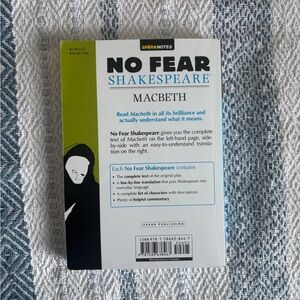 SPARKNOTES
NO FEAR
SHAKESPEARE
MACBETH
Read Macbeth in all its brilliance and
actually understand what it means.
No Fear Shakespeare gives you the complete
text of Macbeth on the left-hand page, side-
by-side with an easy-to-understand transla-
tion on the right.
Each No Fear Shakespeare contains
• The complete text of the original play
• A line-by-line translation that puts Shakespeare into
everyday language
• A complete list of characters with descriptions
• Plenty of helpful commentary
SPARK PUBLISHING